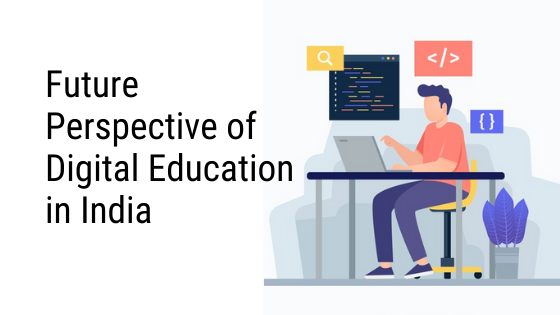 Future
Perspective of
Digital Education
in India
</>
{ }